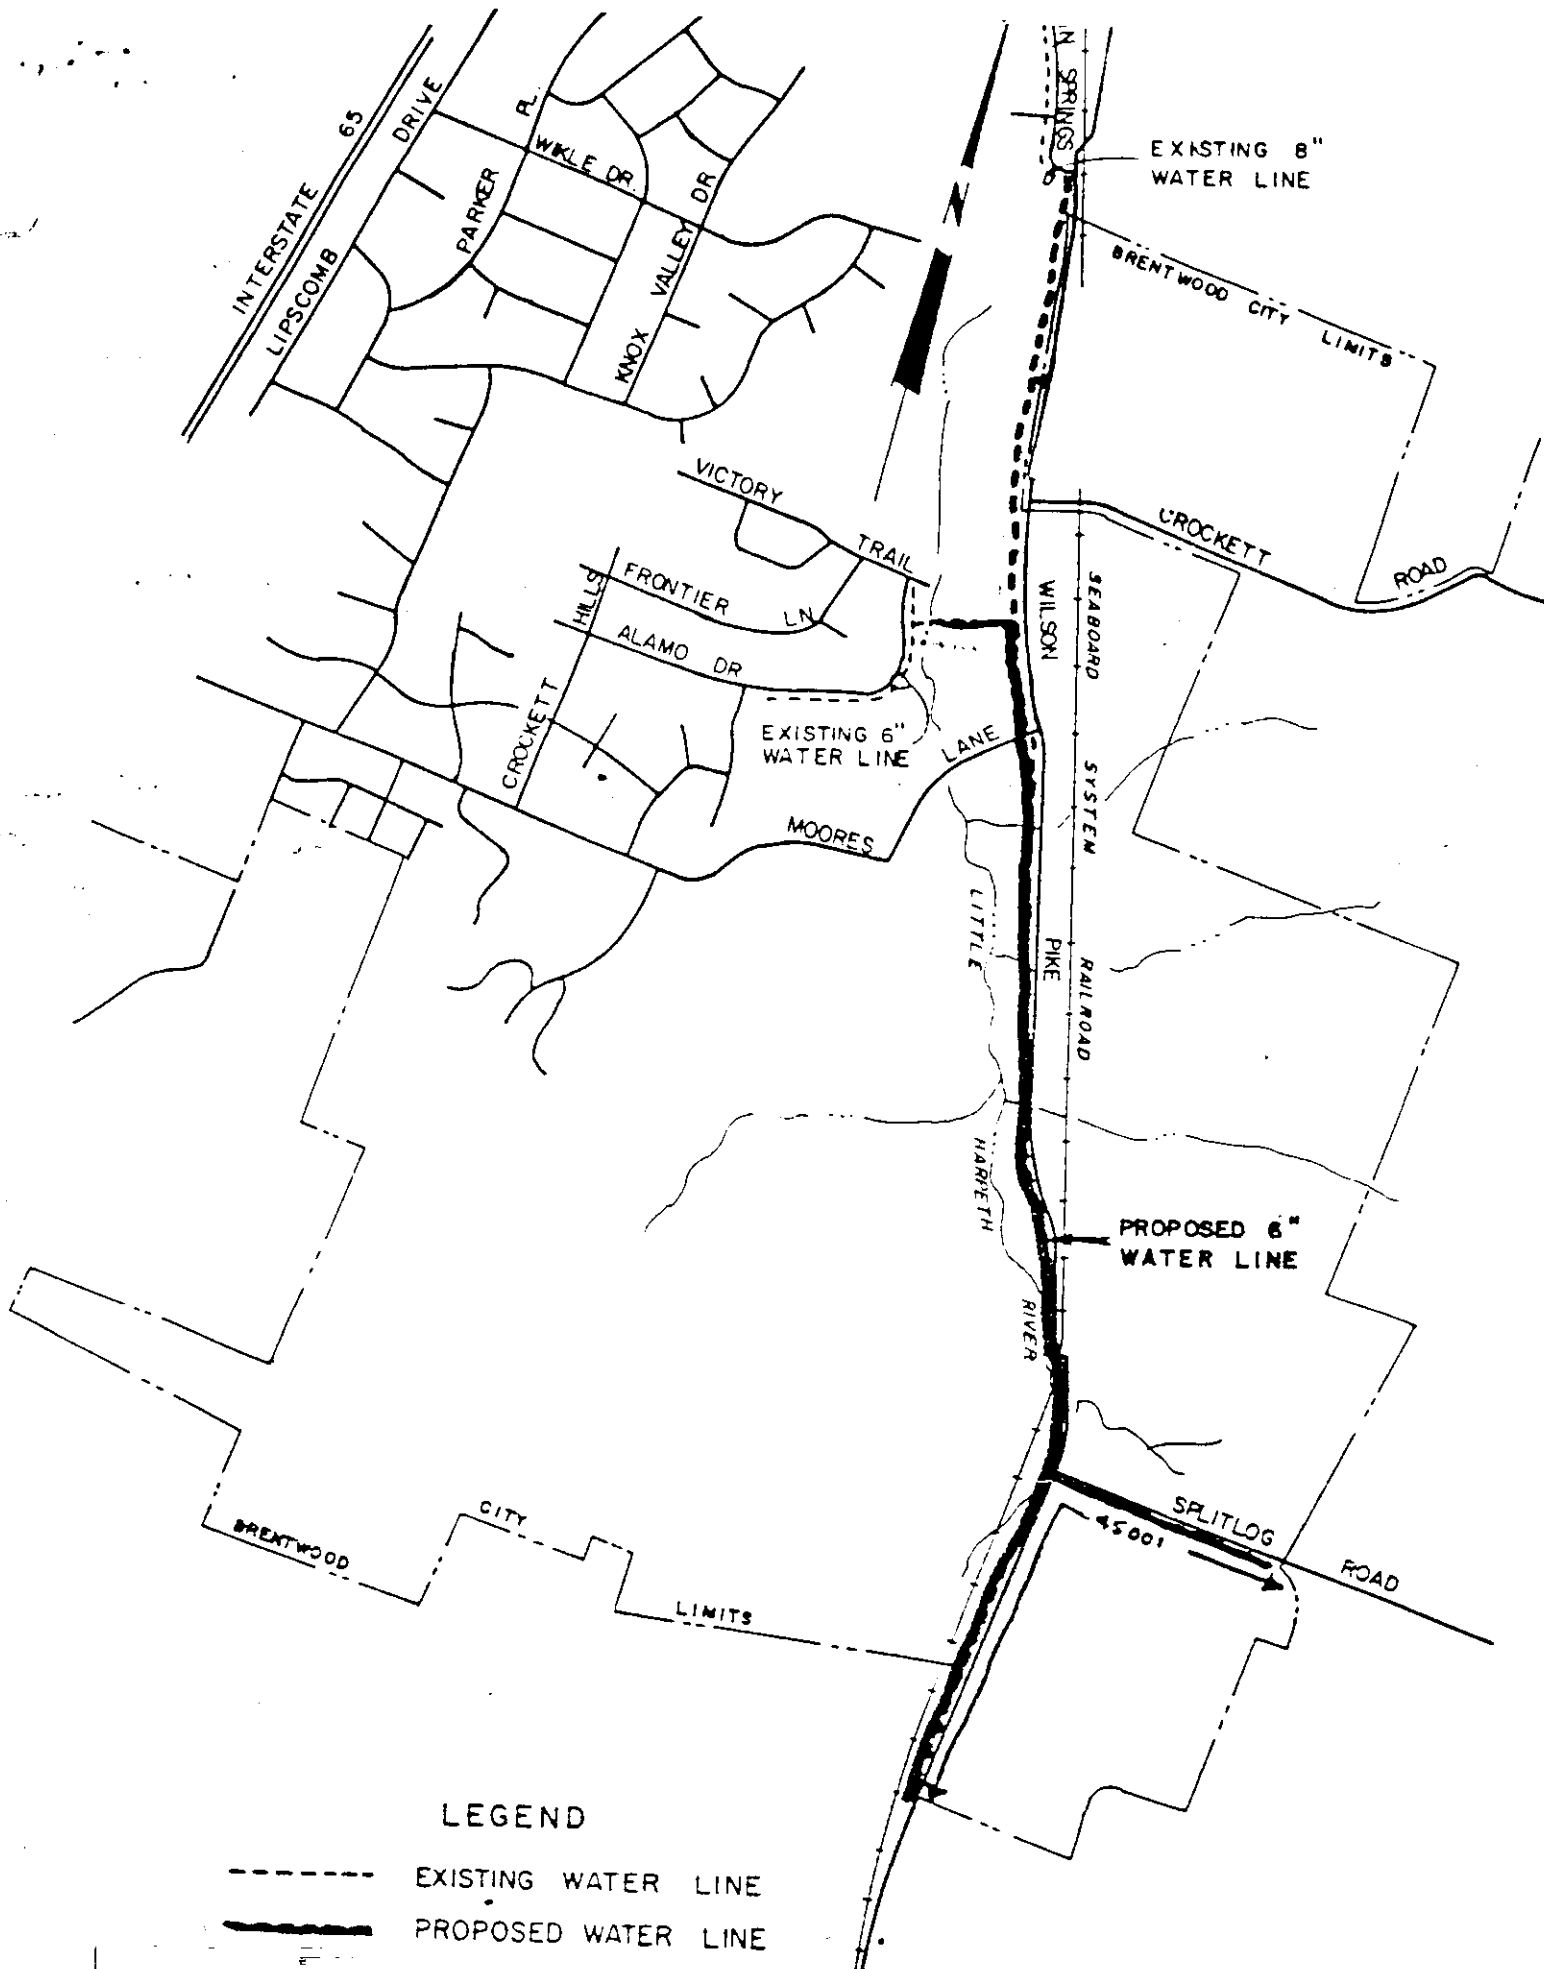 N SPRINGS
INTERSTATE 65
LIPSCOMB DRIVE
PARKER PL.
WIKLE DR.
KNOX VALLEY DR
EXISTING 8"
WATER LINE
BRENTWOOD CITY LIMITS
VICTORY TRAIL
CROCKETT ROAD
FRONTIER LN
ALAMO DR
CROCKETT HILLS
WILSON PIKE
SEABOARD SYSTEM RAILROAD
EXISTING 6"
WATER LINE
MOORES LANE
LITTLE HARPETH RIVER
PROPOSED 6"
WATER LINE
SPLITLOG ROAD
BRENTWOOD CITY LIMITS
LEGEND
EXISTING WATER LINE
PROPOSED WATER LINE